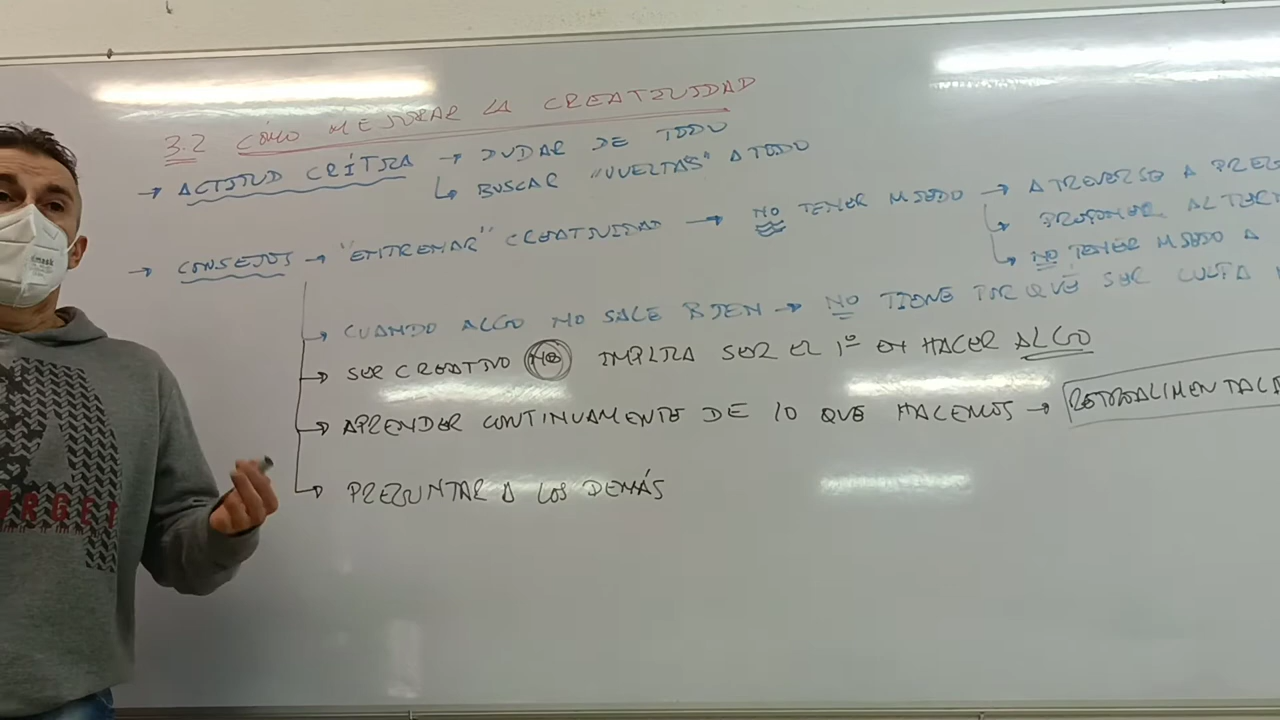 3.2 CÓMO MEJORAR LA CREATIVIDAD
→ ACTITUD CRÍTICA → DUDAR DE TODO
↳ BUSCAR "VUELTAS" A TODO
→ CONSEJOS → "ENTRENAR" CREATIVIDAD → NO TENER MIEDO → ATREVERSE A
↳ PROPONER
↳ NO TENER MIEDO A
↳ CUANDO ALGO NO SALE BIEN → NO TIENE POR QUÉ SER CULPA
→ SER CREATIVO NO IMPLICA SER EL 1º EN HACER ALGO
→ APRENDER CONTINUAMENTE DE LO QUE HACEMOS →
→ PREGUNTAR A LOS DEMÁS